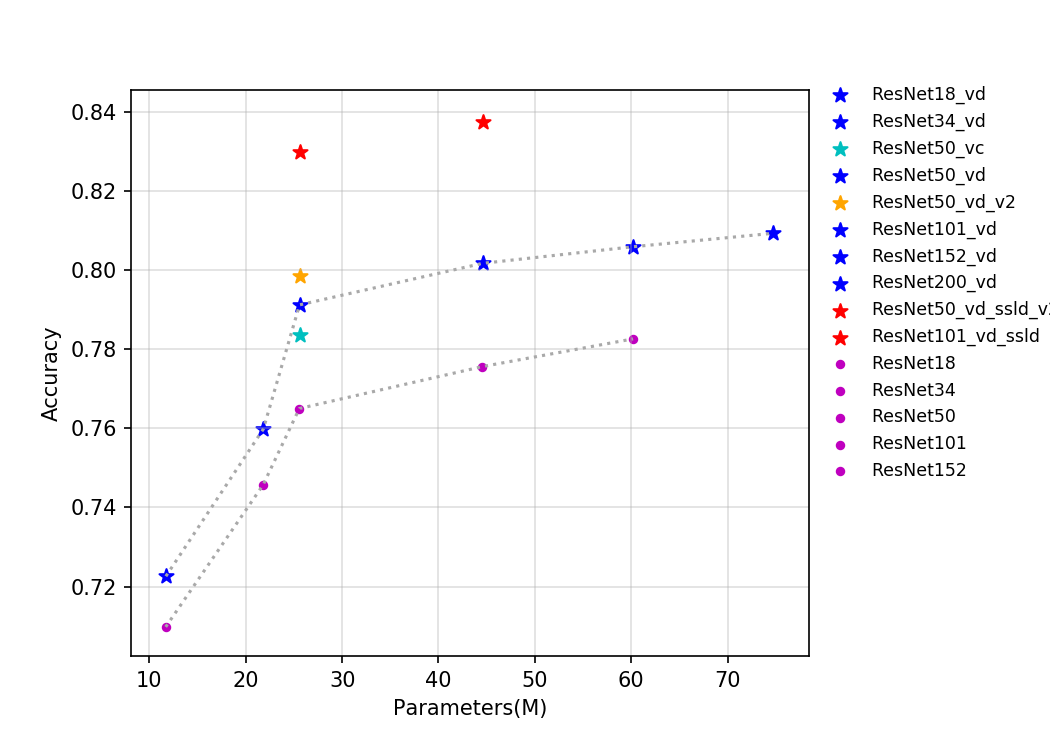 0.84
0.82
0.80
0.78
0.76
0.74
0.72
Accuracy
10 20 30 40 50 60 70
Parameters(M)
ResNet18_vd
ResNet34_vd
ResNet50_vc
ResNet50_vd
ResNet50_vd_v2
ResNet101_vd
ResNet152_vd
ResNet200_vd
ResNet50_vd_ssld_v
ResNet101_vd_ssld
ResNet18
ResNet34
ResNet50
ResNet101
ResNet152